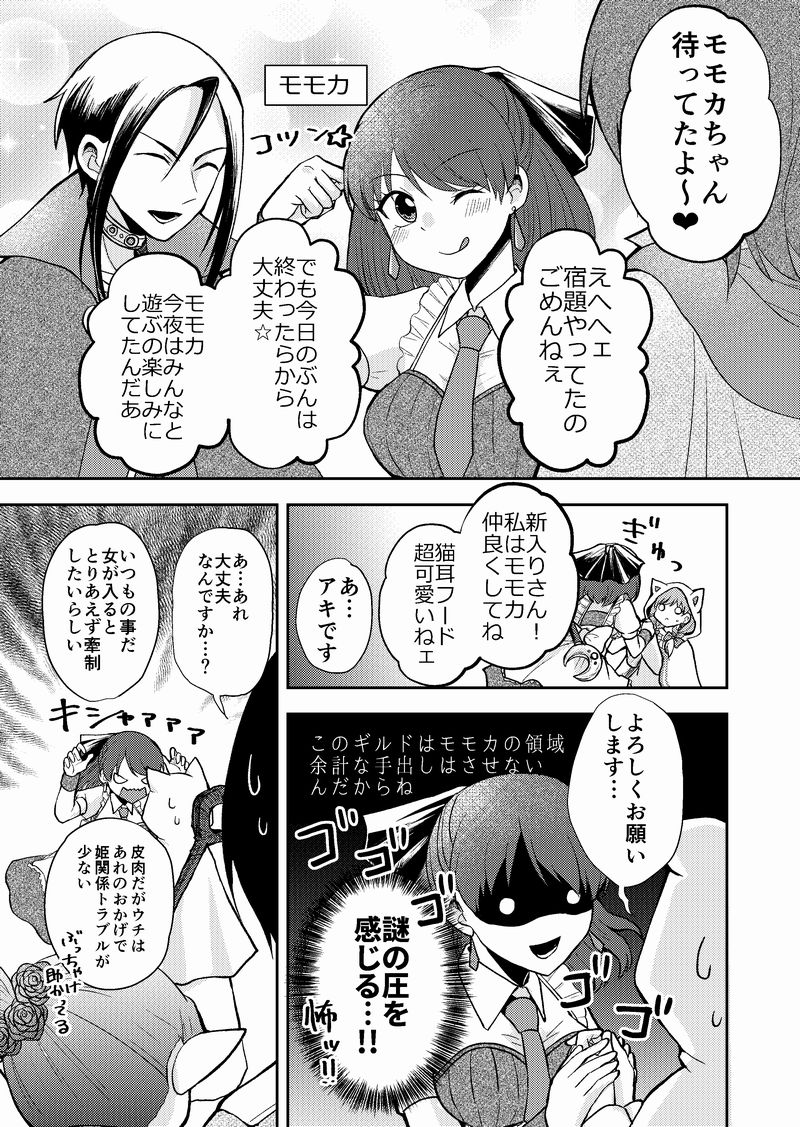 モモカちゃん
待ってたよ～❤
えへへェ
宿題やってたの
ごめんねぇ
モモカ
コツン☆
でも今日のぶんは
終わったらから
大丈夫☆
モモカ
今夜はみんなと
遊ぶの楽しみに
してたんだあ
ぎゅっ
新入りさん！
私はモモカ
仲良くしてね
猫耳フード
超可愛いねェ
あ…
アキです
よろしくお願い
します…
このギルドはモモカの領域
余計な手出しはさせない
んだからね
ゴゴゴ
ゴゴゴ
謎の圧を
感じる…!!
怖ッ!!
あ…あれ
大丈夫
なんですか…？
いつもの事だ
女が入ると
とりあえず牽制
したいらしい
キシャァァァァ
皮肉だがウチは
あれのおかげで
姫関係トラブルが
少ない
ぶっちゃけ
助かってる